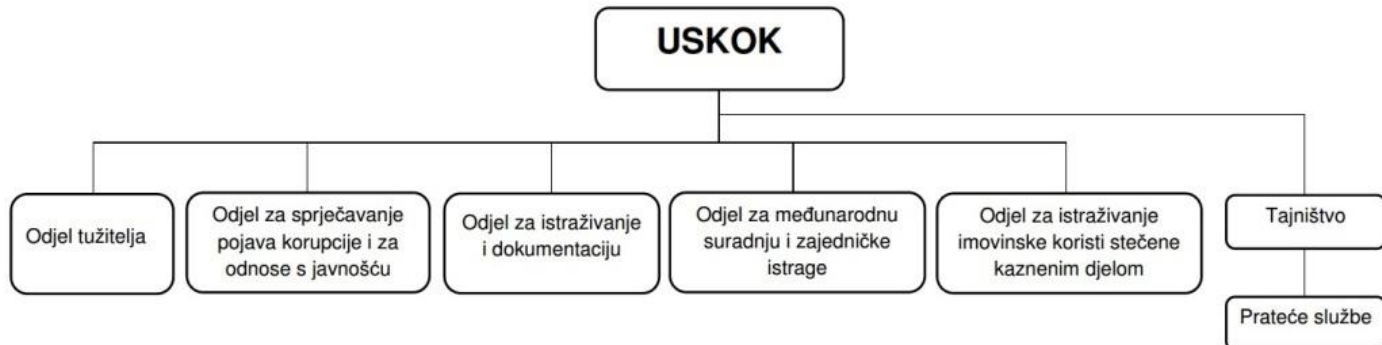 USKOK
Odjel tužitelja
Odjel za sprječavanje
pojava korupcije i za
odnose s javnošću
Odjel za istraživanje
i dokumentaciju
Odjel za međunarodnu
suradnju i zajedničke
istrage
Odjel za istraživanje
imovinske koristi stečene
kaznenim djelom
Tajništvo
Prateće službe